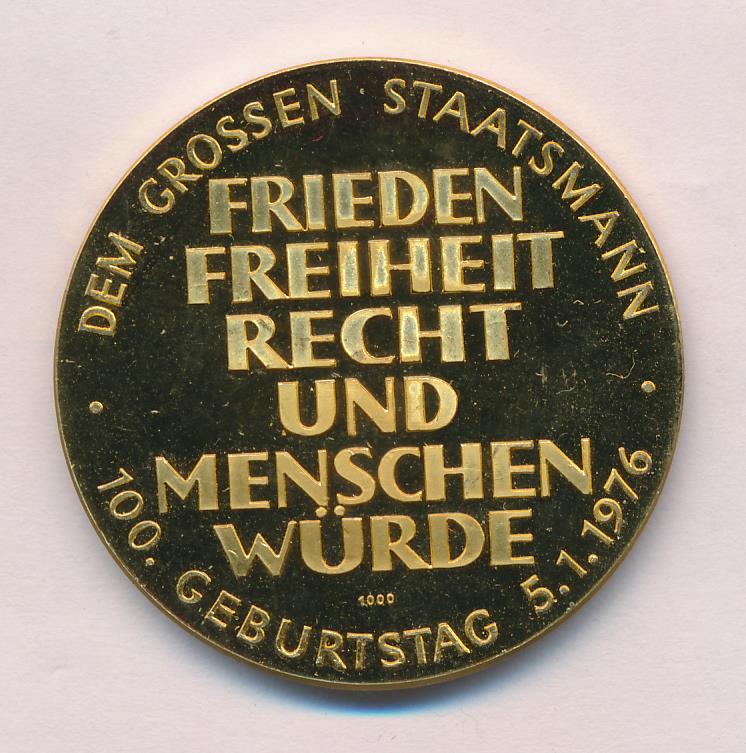 DEM GROSSEN STAATSMANN
FRIEDEN
FREIHEIT
RECHT
UND
MENSCHEN
WÜRDE
1000
100. GEBURTSTAG 5.1.1976